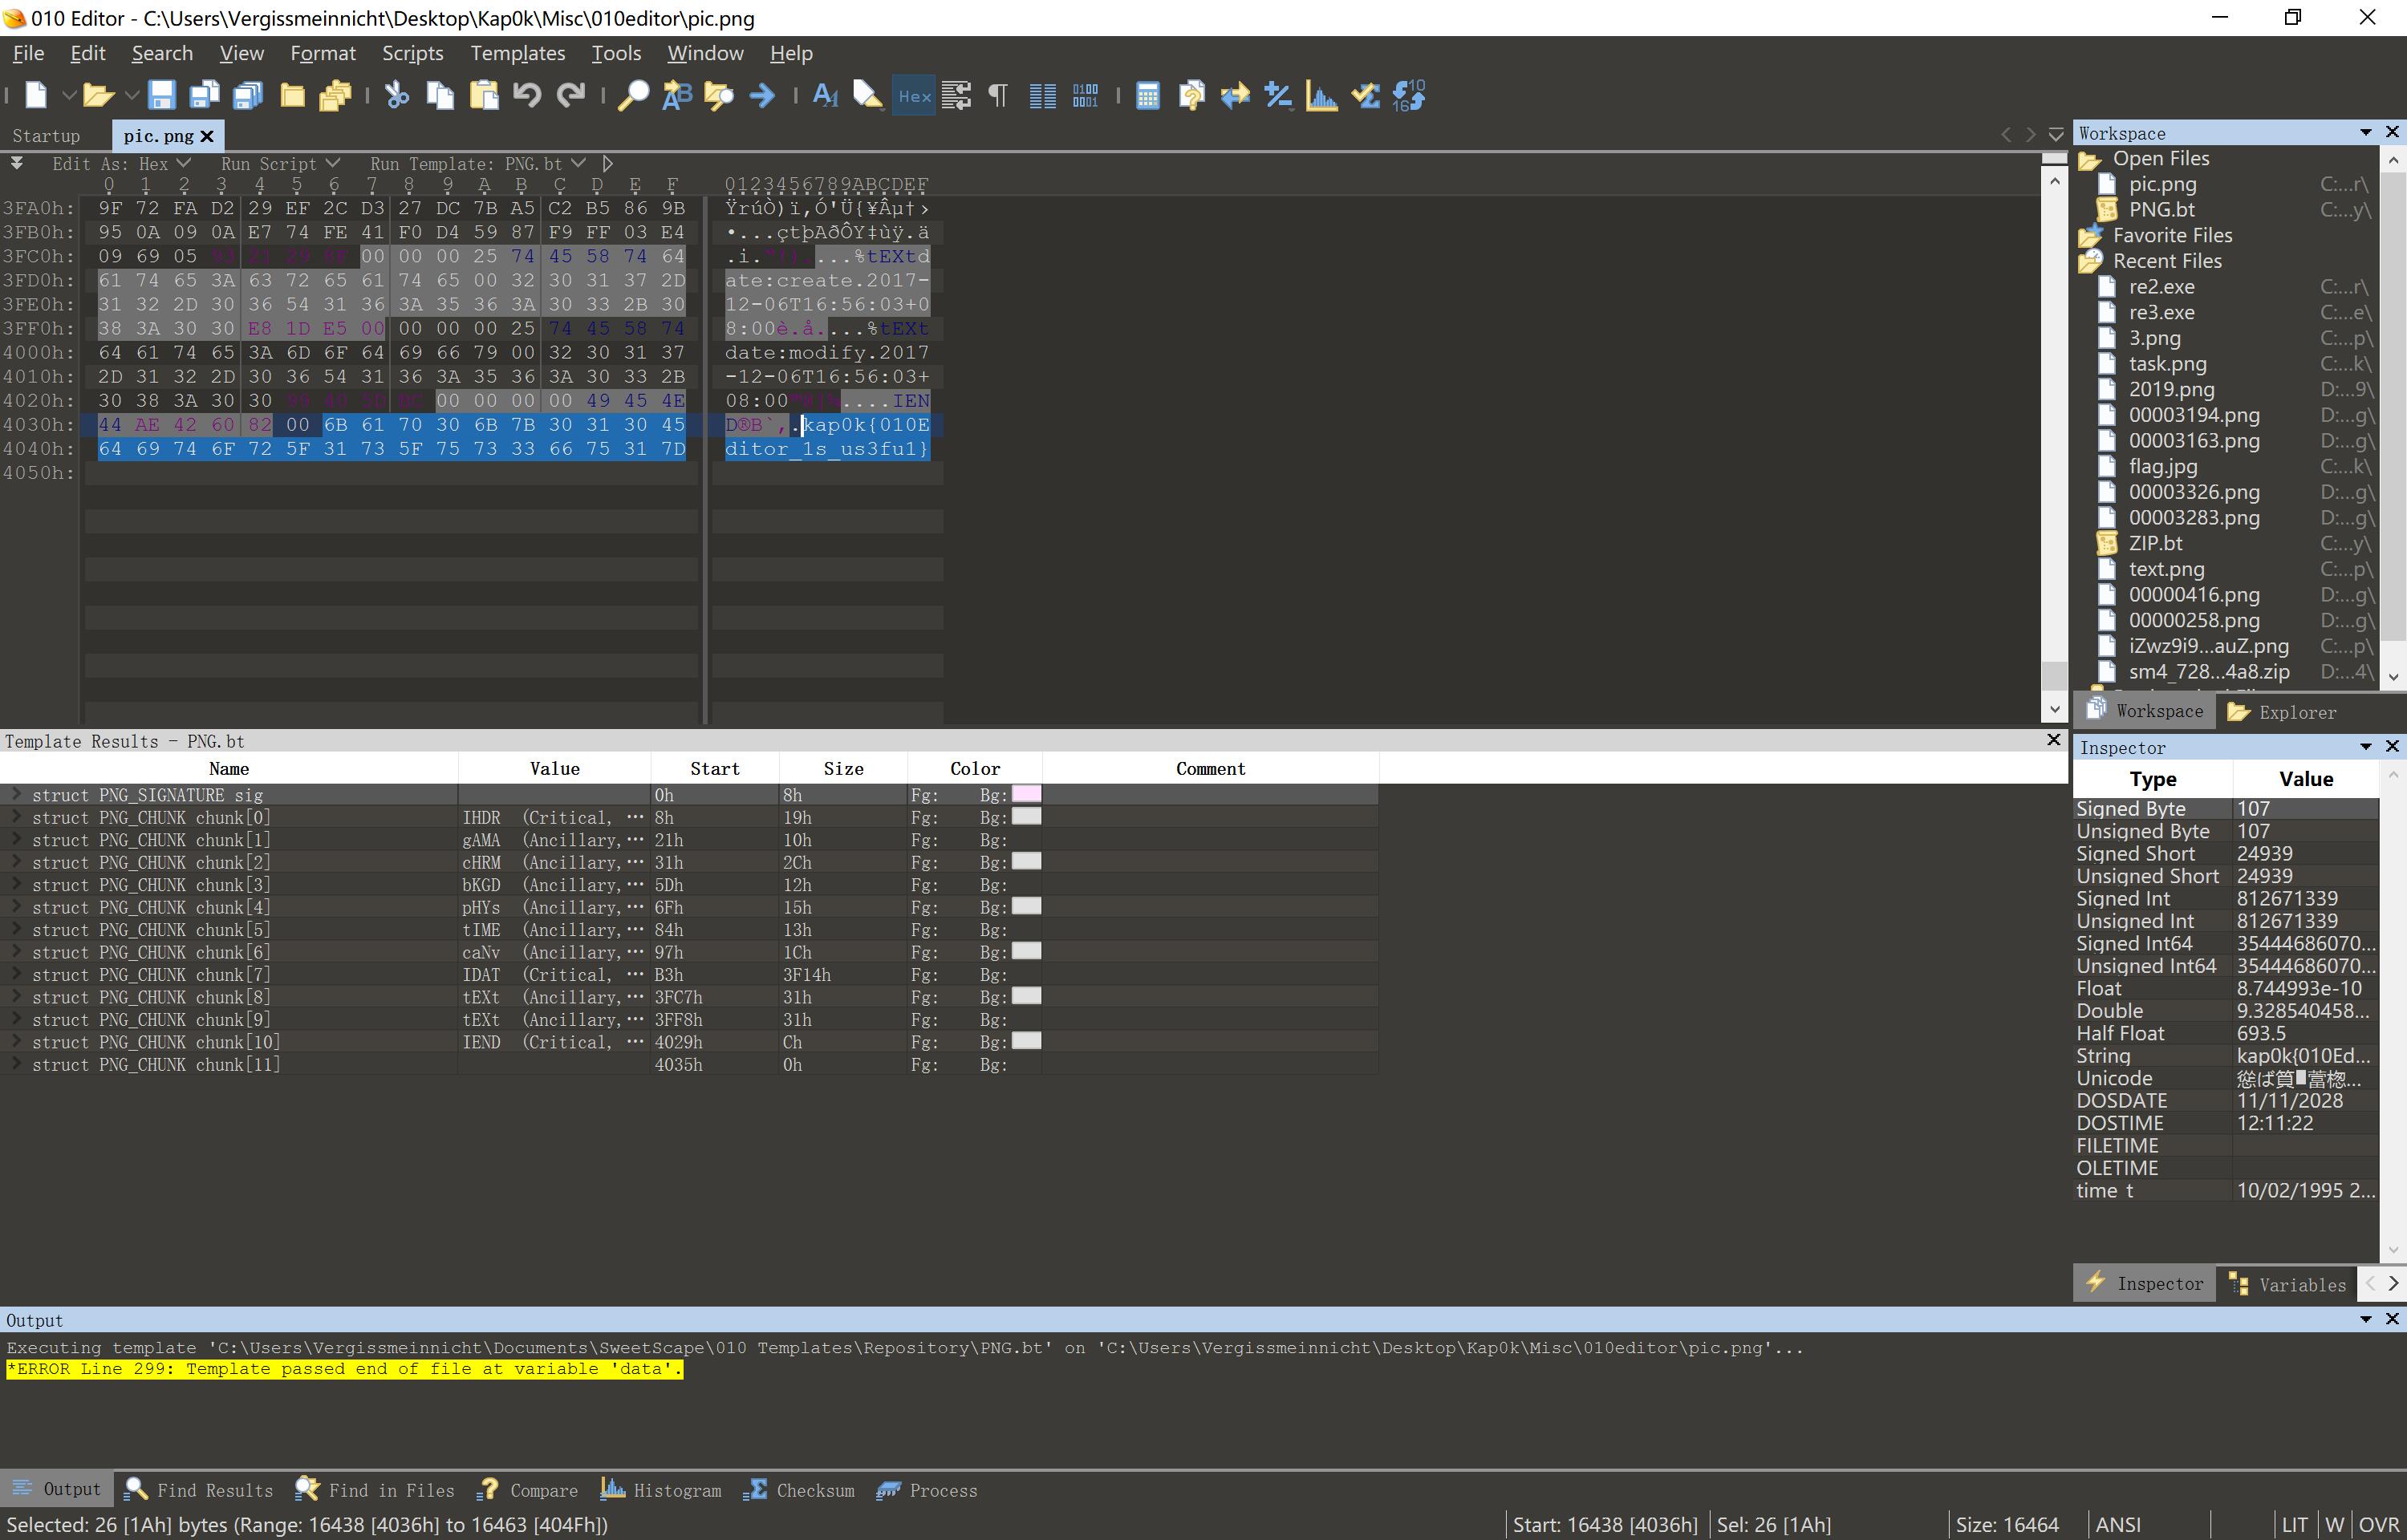 010 Editor - C:\Users\Vergissmeinnicht\Desktop\Kap0k\Misc\010editor\pic.png
File Edit Search View Format Scripts Templates Tools Window Help
Hex
Startup pic.png
Edit As: Hex Run Script Run Template: PNG.bt
0 1 2 3 4 5 6 7 8 9 A B C D E F 0123456789ABCDEF
3FA0h: 9F 72 FA D2 29 EF 2C D3 27 DC 7B A5 C2 B5 86 9B ŸrúÒ)ï,Ó'Ü{¥Âµ†›
3FB0h: 95 0A 09 0A E7 74 FE 41 F0 D4 59 87 F9 FF 03 E4 •...çtþAðÔY‡ùÿ.ä
3FC0h: 09 69 05 00 00 00 25 74 45 58 74 64 .i. ...%tEXtd
3FD0h: 61 74 65 3A 63 72 65 61 74 65 00 32 30 31 37 2D ate:create.2017-
3FE0h: 31 32 2D 30 36 54 31 36 3A 35 36 3A 30 33 2B 30 12-06T16:56:03+0
3FF0h: 38 3A 30 30 E8 1D E5 00 00 00 00 25 74 45 58 74 8:00è.å....%tEXt
4000h: 64 61 74 65 3A 6D 6F 64 69 66 79 00 32 30 31 37 date:modify.2017
4010h: 2D 31 32 2D 30 36 54 31 36 3A 35 36 3A 30 33 2B -12-06T16:56:03+
4020h: 30 38 3A 30 30 00 00 00 00 49 45 4E 08:00 ....IEN
4030h: 44 AE 42 60 82 00 6B 61 70 30 6B 7B 30 31 30 45 D®B`‚.kap0k{010E
4040h: 64 69 74 6F 72 5F 31 73 5F 75 73 33 66 75 31 7D ditor_1s_us3fu1}
4050h:
Template Results - PNG.bt
Name Value Start Size Color Comment
struct PNG_SIGNATURE sig 0h 8h Fg: Bg:
struct PNG_CHUNK chunk[0] IHDR (Critical, ··· 8h 19h Fg: Bg:
struct PNG_CHUNK chunk[1] gAMA (Ancillary,··· 21h 10h Fg: Bg:
struct PNG_CHUNK chunk[2] cHRM (Ancillary,··· 31h 2Ch Fg: Bg:
struct PNG_CHUNK chunk[3] bKGD (Ancillary,··· 5Dh 12h Fg: Bg:
struct PNG_CHUNK chunk[4] pHYs (Ancillary,··· 6Fh 15h Fg: Bg:
struct PNG_CHUNK chunk[5] tIME (Ancillary,··· 84h 13h Fg: Bg:
struct PNG_CHUNK chunk[6] caNv (Ancillary,··· 97h 1Ch Fg: Bg:
struct PNG_CHUNK chunk[7] IDAT (Critical, ··· B3h 3F14h Fg: Bg:
struct PNG_CHUNK chunk[8] tEXt (Ancillary,··· 3FC7h 31h Fg: Bg:
struct PNG_CHUNK chunk[9] tEXt (Ancillary,··· 3FF8h 31h Fg: Bg:
struct PNG_CHUNK chunk[10] IEND (Critical, ··· 4029h Ch Fg: Bg:
struct PNG_CHUNK chunk[11] 4035h 0h Fg: Bg:
Workspace
Open Files
pic.png C:...r\
PNG.bt C:...y\
Favorite Files
Recent Files
re2.exe C:...r\
re3.exe C:...e\
3.png C:...p\
task.png C:...k\
2019.png D:...9\
00003194.png D:...g\
00003163.png D:...g\
flag.jpg C:...k\
00003326.png D:...g\
00003283.png D:...g\
ZIP.bt C:...y\
text.png C:...p\
00000416.png D:...g\
00000258.png D:...g\
iZwz9i9...auZ.png C:...p\
sm4_728...4a8.zip D:...4\
Workspace Explorer
Inspector
Type Value
Signed Byte 107
Unsigned Byte 107
Signed Short 24939
Unsigned Short 24939
Signed Int 812671339
Unsigned Int 812671339
Signed Int64 35444686070...
Unsigned Int64 35444686070...
Float 8.744993e-10
Double 9.328540458...
Half Float 693.5
String kap0k{010Ed...
Unicode
DOSDATE 11/11/2028
DOSTIME 12:11:22
FILETIME
OLETIME
time_t 10/02/1995 2...
Inspector Variables
Output
Executing template 'C:\Users\Vergissmeinnicht\Documents\SweetScape\010 Templates\Repository\PNG.bt' on 'C:\Users\Vergissmeinnicht\Desktop\Kap0k\Misc\010editor\pic.png'...
*ERROR Line 299: Template passed end of file at variable 'data'.
Output Find Results Find in Files Compare Histogram Checksum Process
Selected: 26 [1Ah] bytes (Range: 16438 [4036h] to 16463 [404Fh]) Start: 16438 [4036h] Sel: 26 [1Ah] Size: 16464 ANSI LIT W OVR